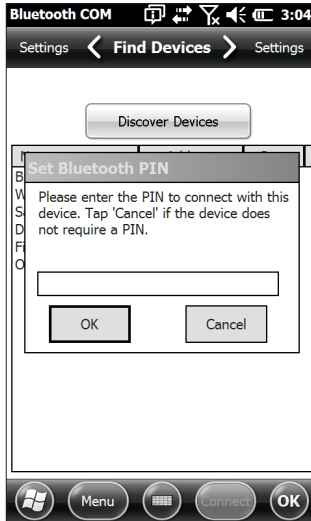 Bluetooth COM 3:04
Settings Find Devices Settings
Discover Devices
Set Bluetooth PIN
Please enter the PIN to connect with this
device. Tap 'Cancel' if the device does
not require a PIN.
OK Cancel
Menu Connect OK